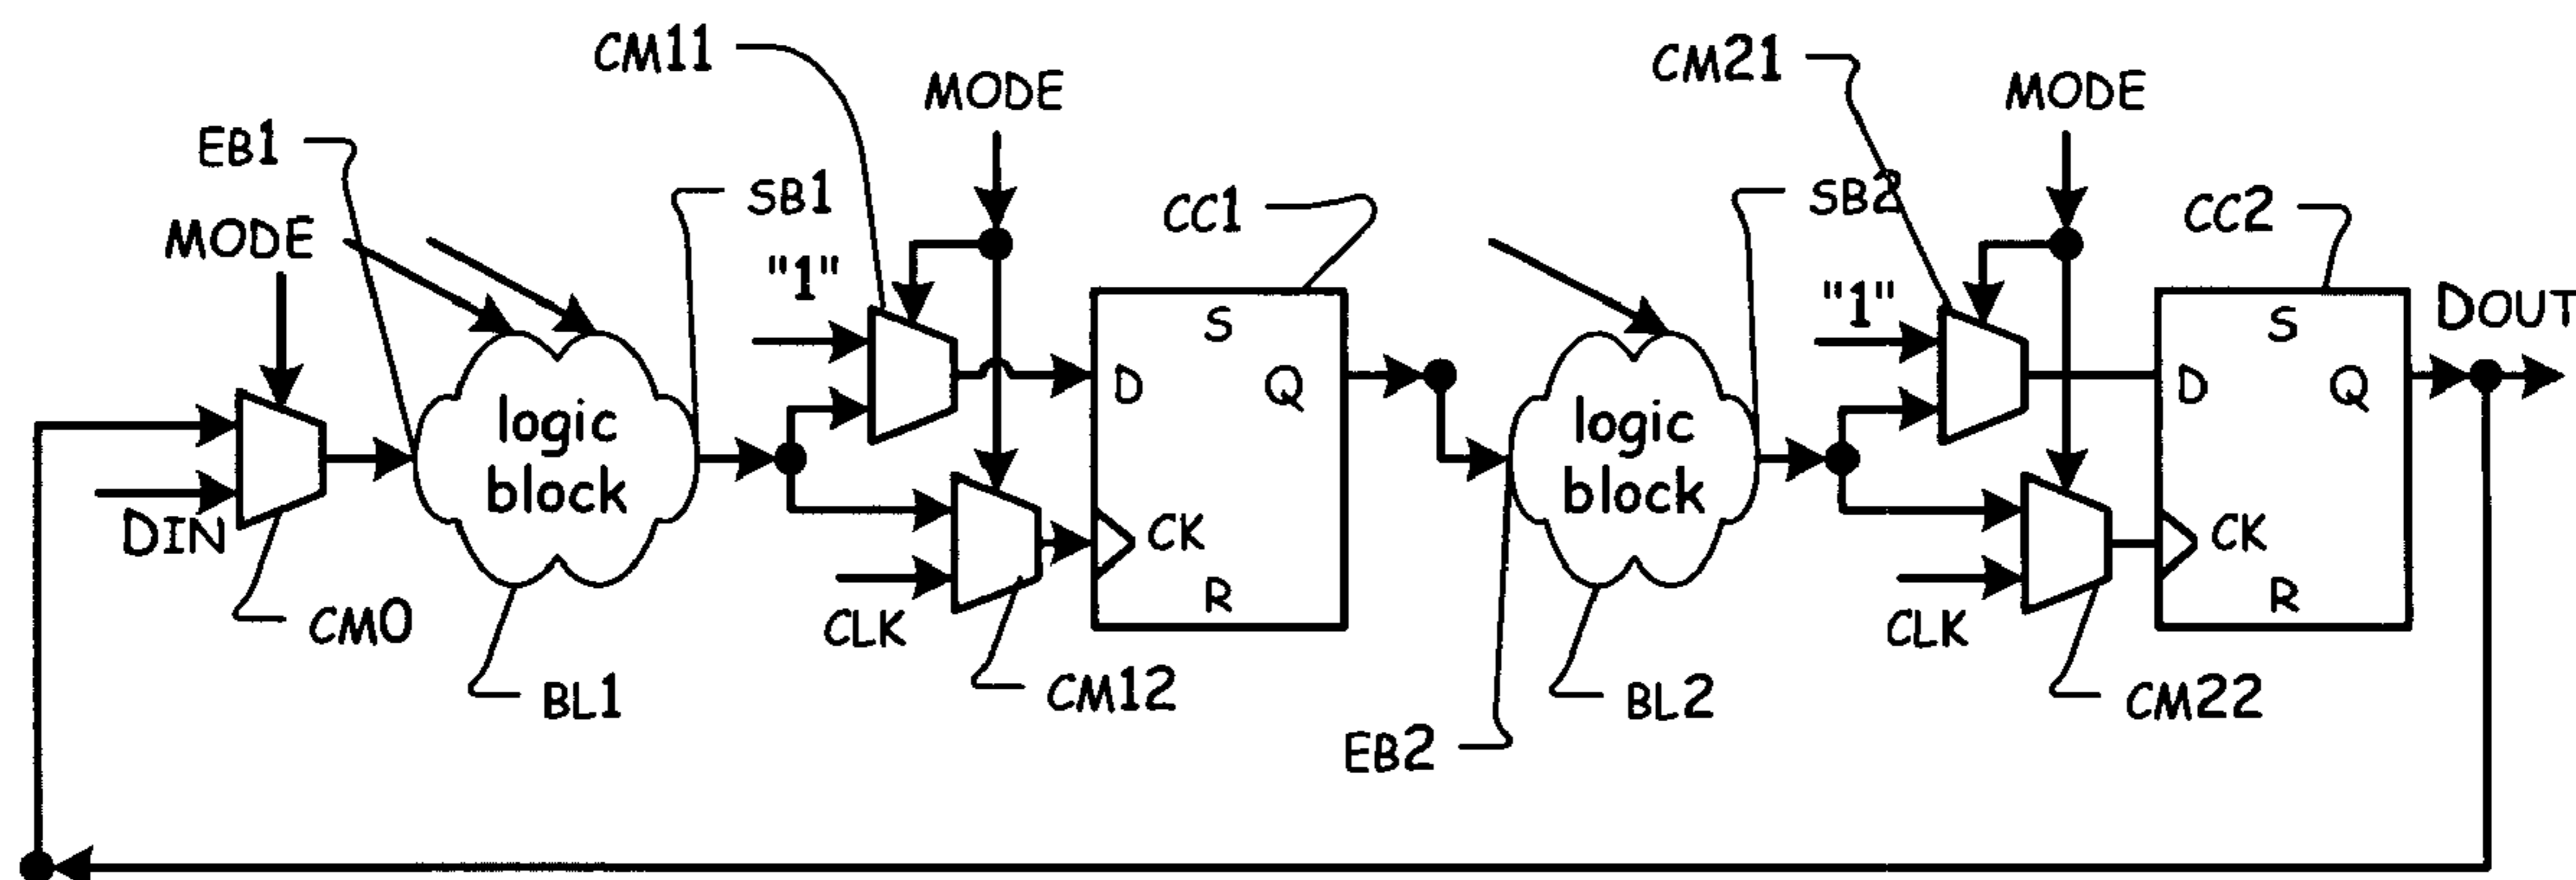 CM11
CM21
MODE
MODE
EB1
SB1
SB2
CC1
CC2
MODE
"1"
"1"
DOUT
S
S
D
Q
D
Q
logic
block
logic
block
DIN
CK
CK
R
R
CM0
CLK
CLK
BL1
CM12
BL2
CM22
EB2